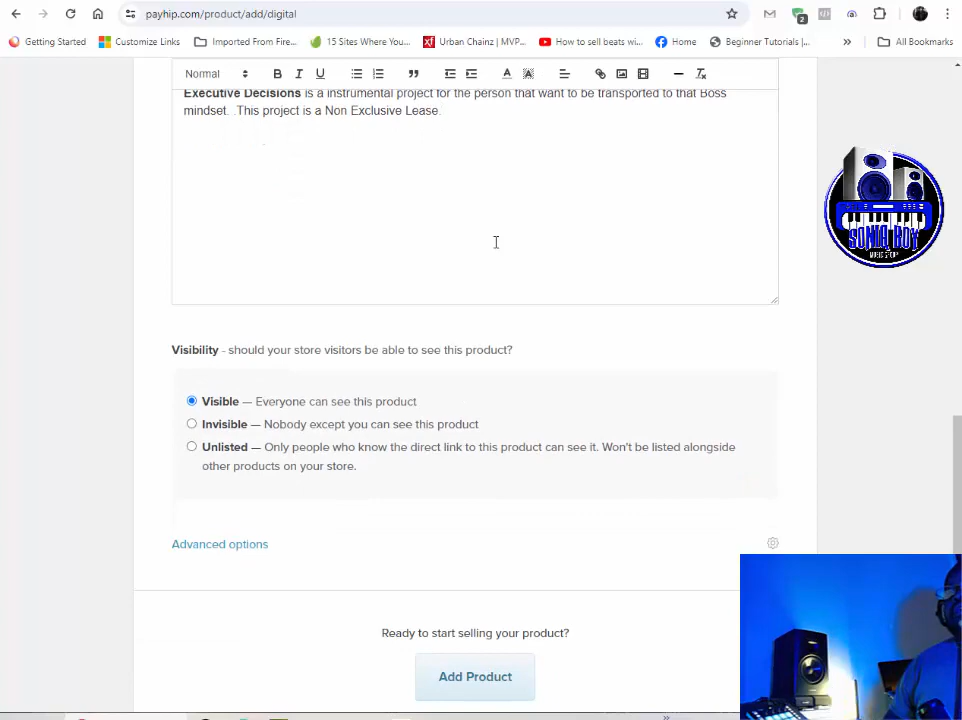 payhip.com/product/add/digital
2
Getting Started
Customize Links
Imported From Fire...
15 Sites Where You...
Urban Chainz | MVP...
How to sell beats wi...
Home
Beginner Tutorials |...
»
All Bookmarks
Normal
B I U
Executive Decisions is a instrumental project for the person that want to be transported to that Boss
mindset. .This project is a Non Exclusive Lease.
SONIQ BOY
MUSIC SHOP
Visibility - should your store visitors be able to see this product?
Visible — Everyone can see this product
Invisible — Nobody except you can see this product
Unlisted — Only people who know the direct link to this product can see it. Won't be listed alongside
other products on your store.
Advanced options
Ready to start selling your product?
Add Product